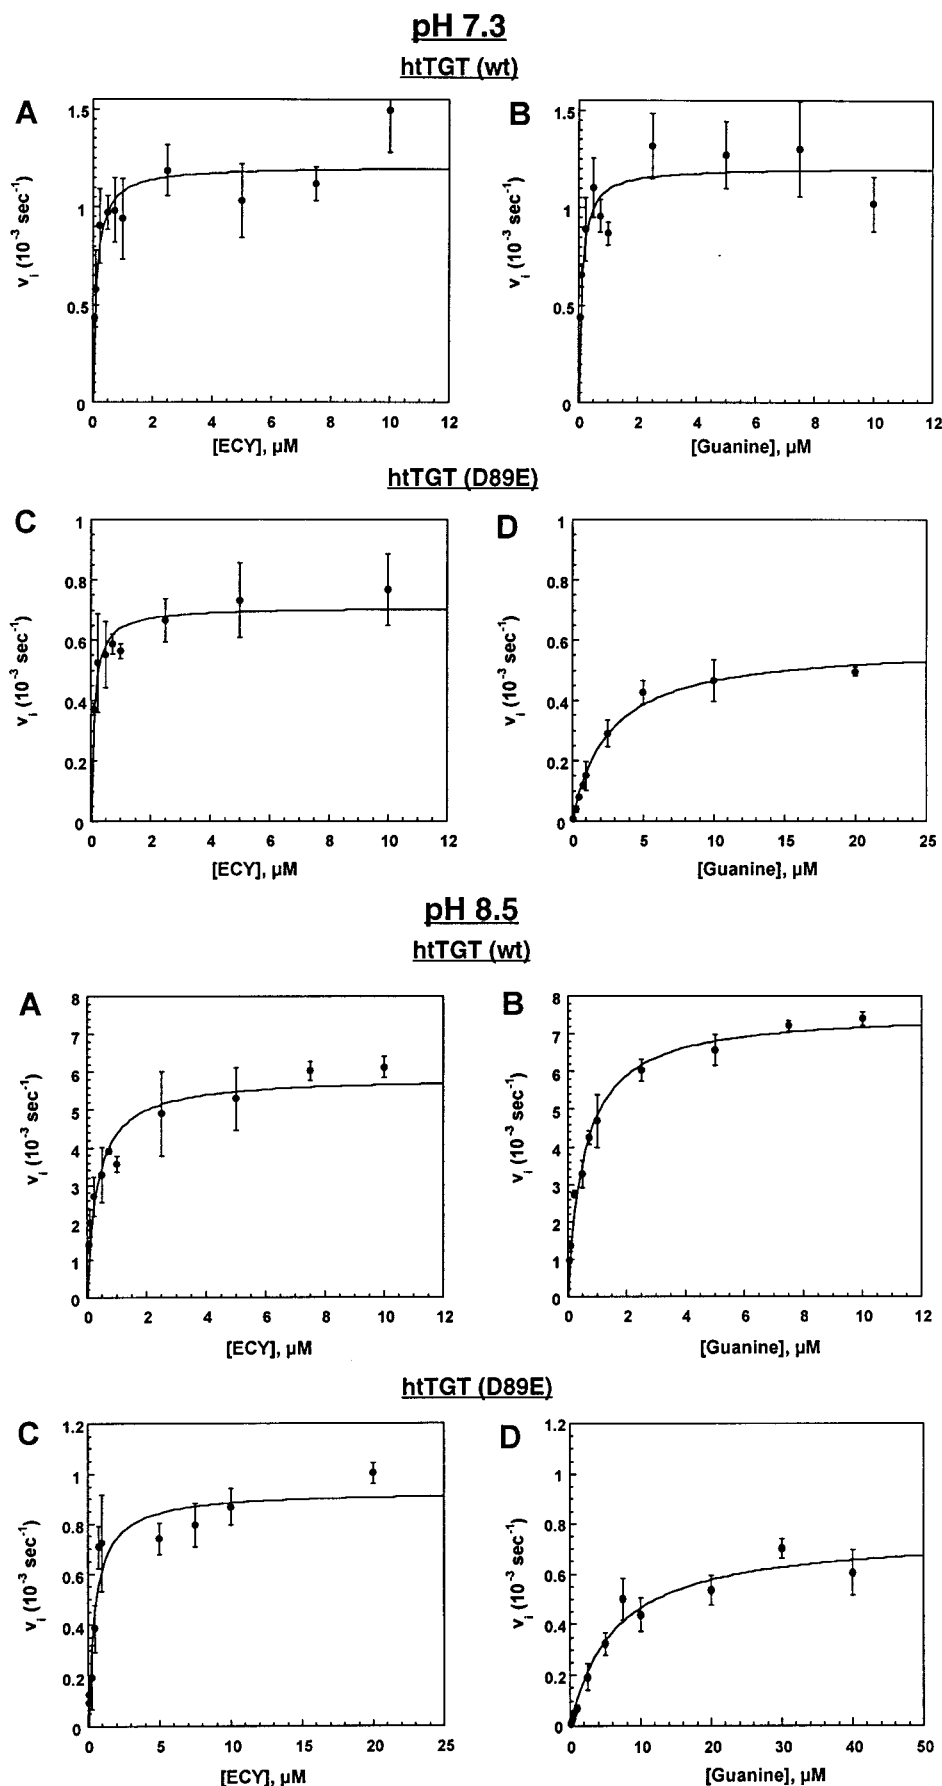 pH 7.3
htTGT (wt)
A
1.5
1
0.5
0
v_i (10^-3 sec^-1)
0 2 4 6 8 10 12
[ECY], µM
B
1.5
1
0.5
0
v_i (10^-3 sec^-1)
0 2 4 6 8 10 12
[Guanine], µM
htTGT (D89E)
C
1
0.8
0.6
0.4
0.2
0
v_i (10^-3 sec^-1)
0 2 4 6 8 10 12
[ECY], µM
D
1
0.8
0.6
0.4
0.2
0
v_i (10^-3 sec^-1)
0 5 10 15 20 25
[Guanine], µM
pH 8.5
htTGT (wt)
A
8
7
6
5
4
3
2
1
0
v_i (10^-3 sec^-1)
0 2 4 6 8 10 12
[ECY], µM
B
8
7
6
5
4
3
2
1
0
v_i (10^-3 sec^-1)
0 2 4 6 8 10 12
[Guanine], µM
htTGT (D89E)
C
1.2
1
0.8
0.6
0.4
0.2
0
v_i (10^-3 sec^-1)
0 5 10 15 20 25
[ECY], µM
D
1.2
1
0.8
0.6
0.4
0.2
0
v_i (10^-3 sec^-1)
0 10 20 30 40 50
[Guanine], µM